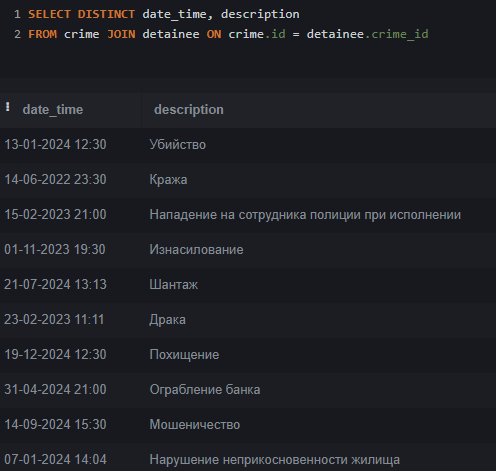 1 SELECT DISTINCT date_time, description
2 FROM crime JOIN detainee ON crime.id = detainee.crime_id
date_time description
13-01-2024 12:30 Убийство
14-06-2022 23:30 Кража
15-02-2023 21:00 Нападение на сотрудника полиции при исполнении
01-11-2023 19:30 Изнасилование
21-07-2024 13:13 Шантаж
23-02-2023 11:11 Драка
19-12-2024 12:30 Похищение
31-04-2024 21:00 Ограбление банка
14-09-2024 15:30 Мошеничество
07-01-2024 14:04 Нарушение неприкосновенности жилища